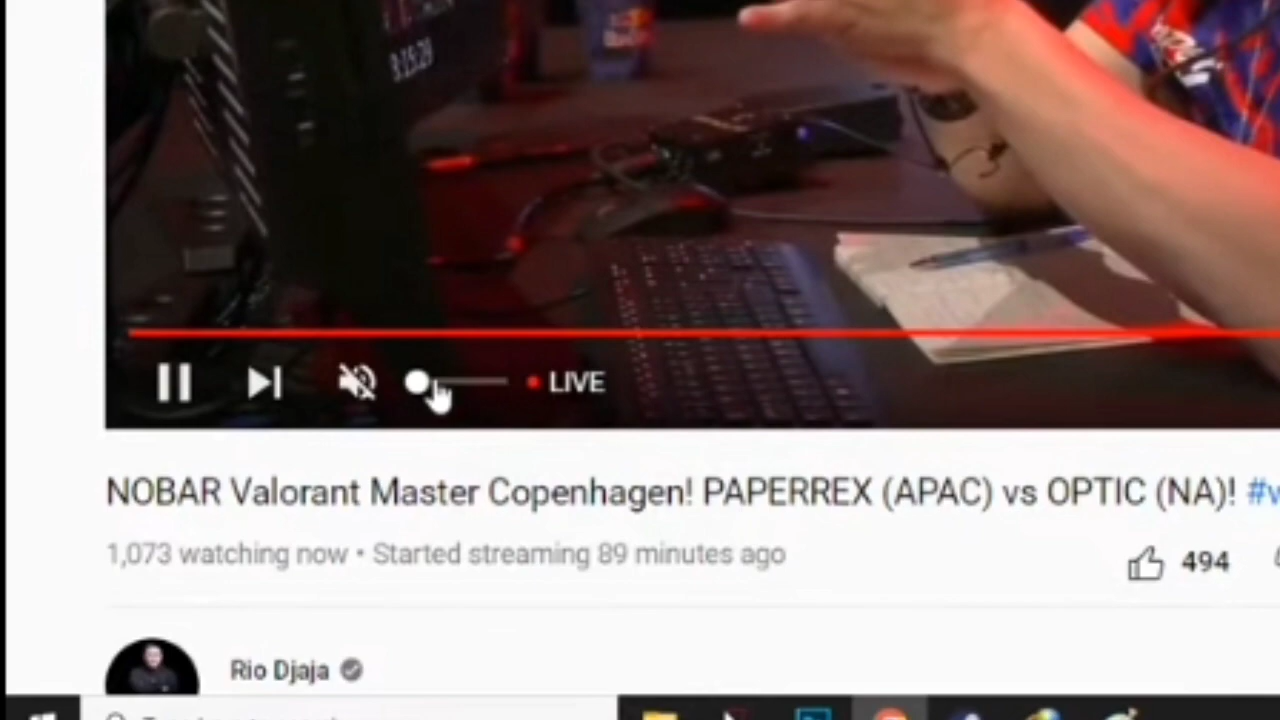 LIVE
NOBAR Valorant Master Copenhagen! PAPERREX (APAC) vs OPTIC (NA)!
1,073 watching now • Started streaming 89 minutes ago
494
Rio Djaja